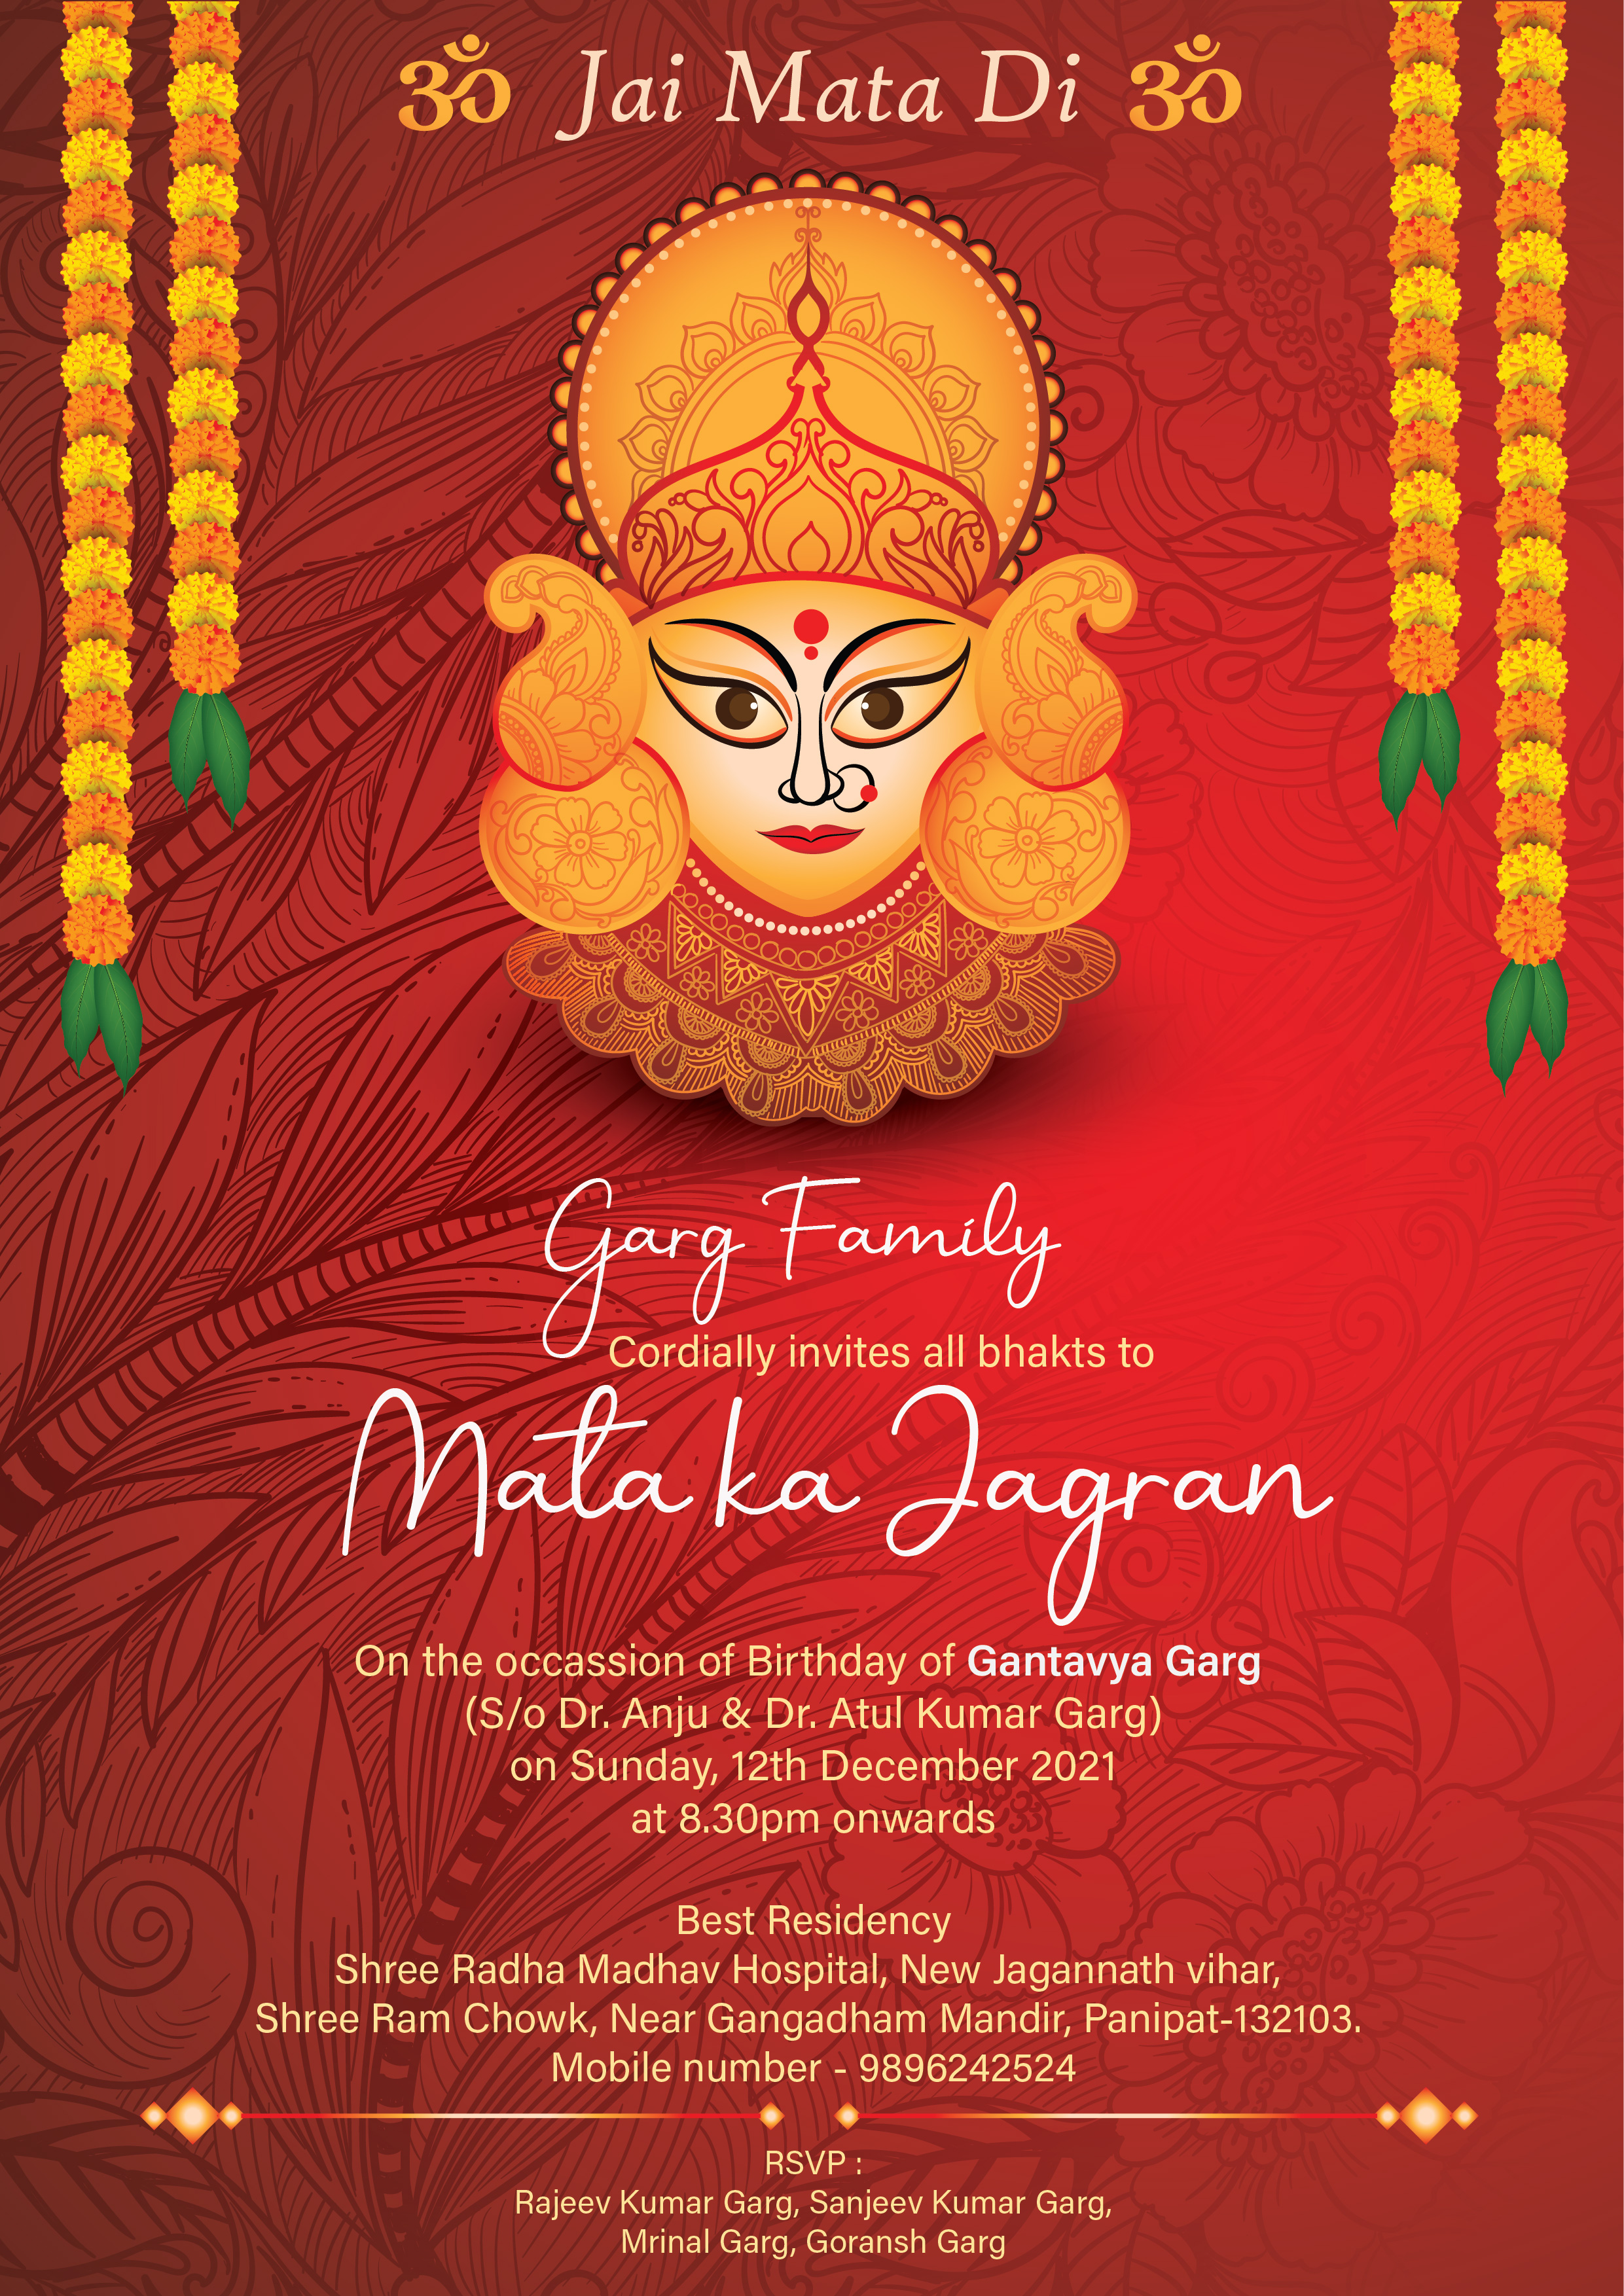 ॐ Jai Mata Di ॐ
Garg Family
Cordially invites all bhakts to
Mata ka Jagran
On the occassion of Birthday of Gantavya Garg
(S/o Dr. Anju & Dr. Atul Kumar Garg)
on Sunday, 12th December 2021
at 8.30pm onwards
Best Residency
Shree Radha Madhav Hospital, New Jagannath vihar,
Shree Ram Chowk, Near Gangadham Mandir, Panipat-132103.
Mobile number - 9896242524
RSVP :
Rajeev Kumar Garg, Sanjeev Kumar Garg,
Mrinal Garg, Goransh Garg